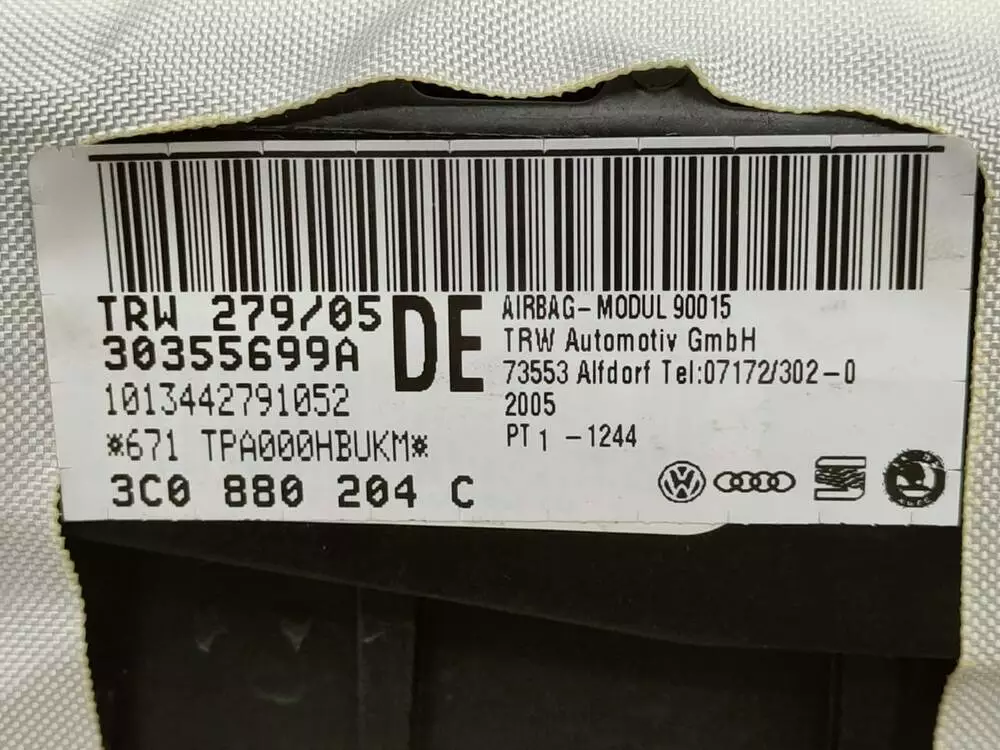 TRW 279/05
30355699A
DE
1013442791052
*671 TPA000HBUKM*
3C0 880 204 C
AIRBAG-MODUL 90015
TRW Automotiv GmbH
73553 Alfdorf Tel:07172/302-0
2005
PT 1 -1244